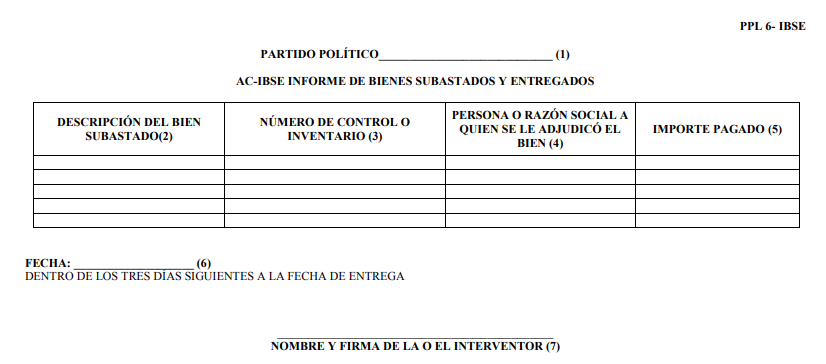 PPL 6- IBSE
PARTIDO POLÍTICO____________________________ (1)
AC-IBSE INFORME DE BIENES SUBASTADOS Y ENTREGADOS
DESCRIPCIÓN DEL BIEN
SUBASTADO(2)
NÚMERO DE CONTROL O
INVENTARIO (3)
PERSONA O RAZÓN SOCIAL A
QUIEN SE LE ADJUDICÓ EL
BIEN (4)
IMPORTE PAGADO (5)
FECHA: ____________________ (6)
DENTRO DE LOS TRES DÍAS SIGUIENTES A LA FECHA DE ENTREGA
NOMBRE Y FIRMA DE LA O EL INTERVENTOR (7)